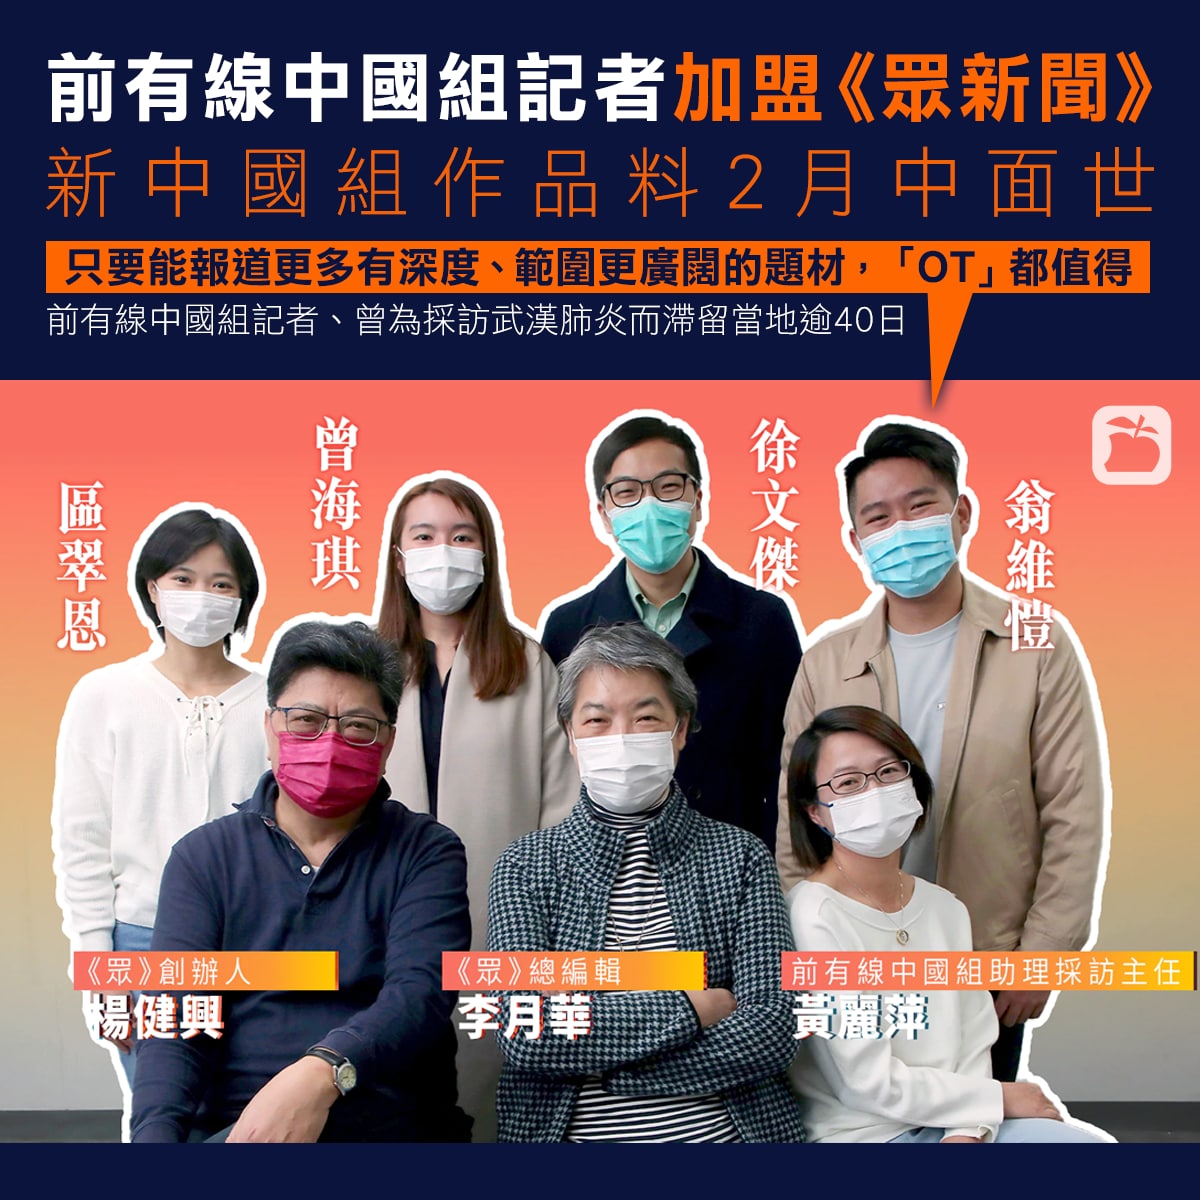 前有線中國組記者加盟《眾新聞》
新中國組作品料2月中面世
只要能報道更多有深度、範圍更廣闊的題材，「OT」都值得
前有線中國組記者、曾為採訪武漢肺炎而滯留當地逾40日
區翠恩
曾海琪
徐文傑
翁維愷
《眾》創辦人
楊健興
《眾》總編輯
李月華
前有線中國組助理採訪主任
黃麗萍